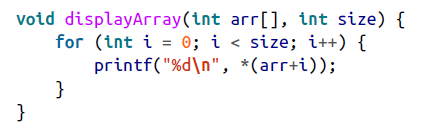 void displayArray(int arr[], int size) {
    for (int i = 0; i < size; i++) {
        printf("%d\n", *(arr+i));
    }
}